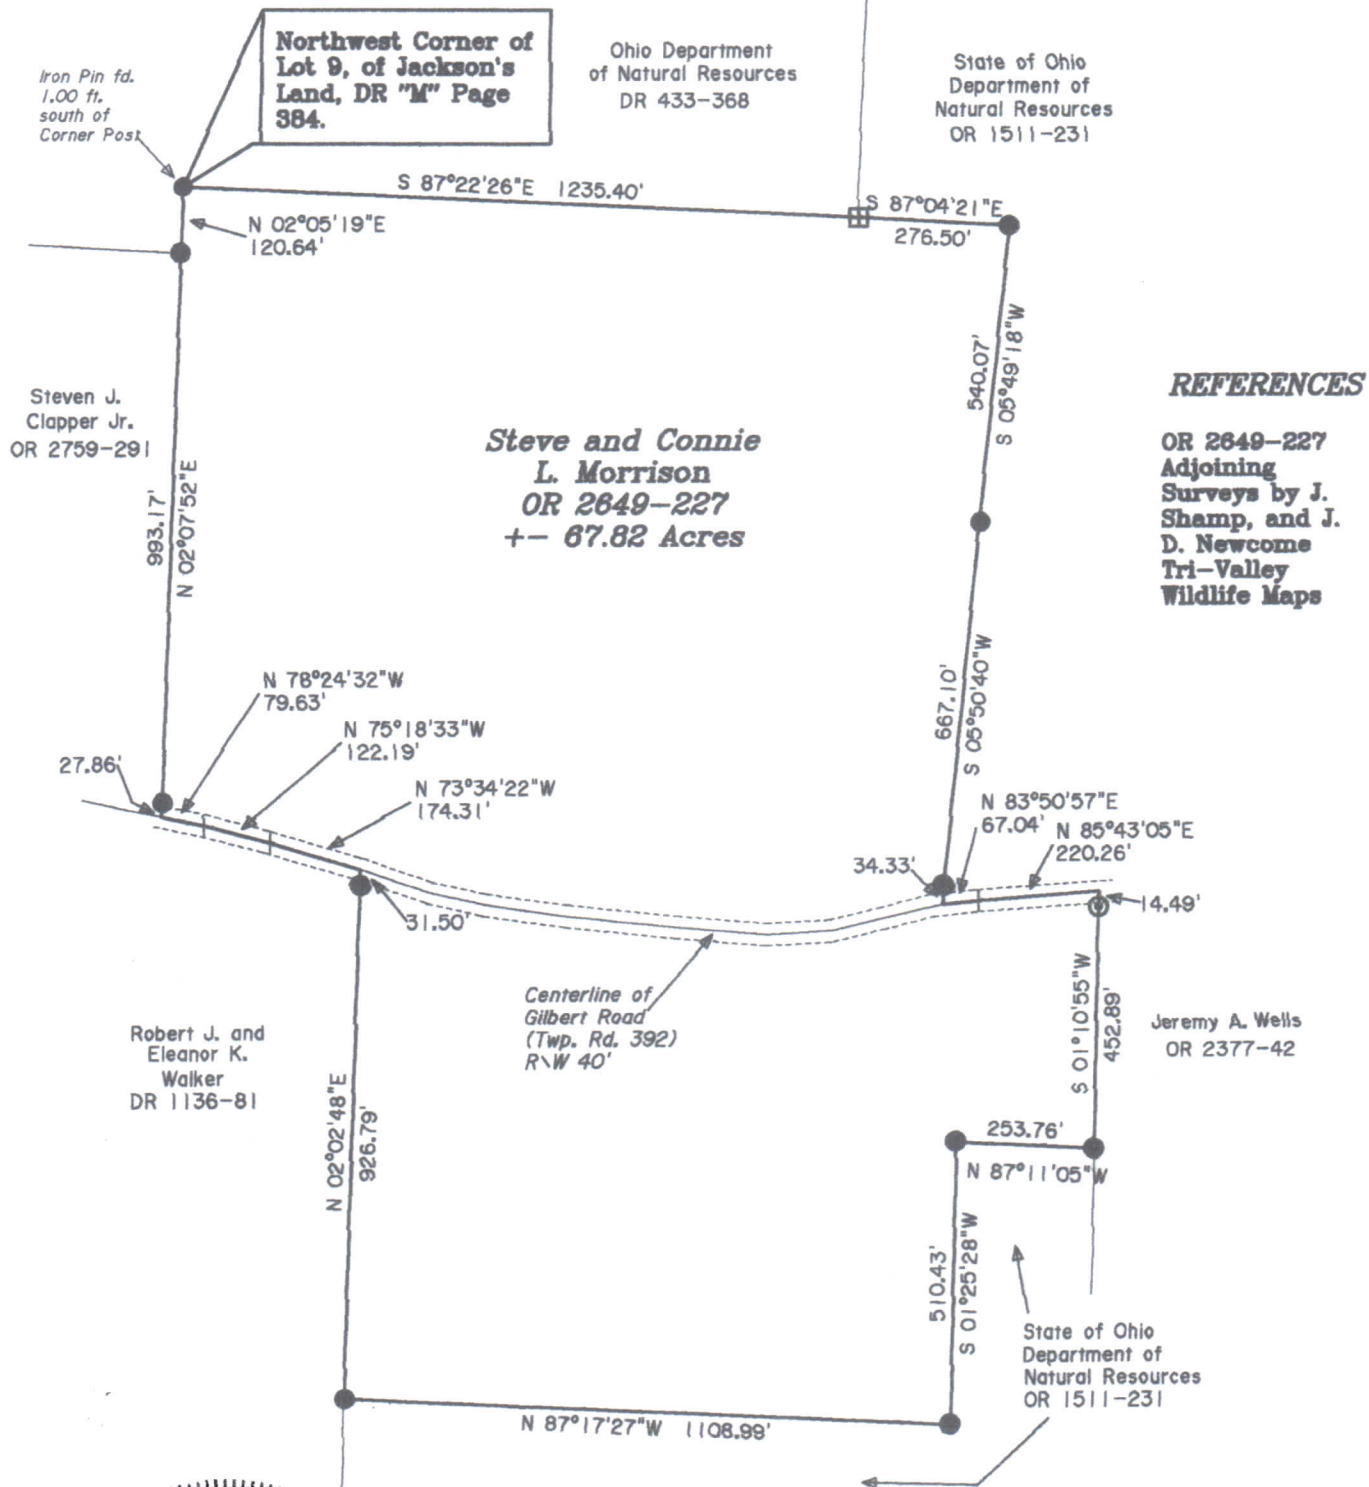 Northwest Corner of
Lot 9, of Jackson's
Land, DR "M" Page
384.
Ohio Department
of Natural Resources
DR 433-368
State of Ohio
Department of
Natural Resources
OR 1511-231
Iron Pin fd.
1.00 ft.
south of
Corner Post
S 87°22'26"E 1235.40'
S 87°04'21"E
276.50'
N 02°05'19"E
120.64'
540.07'
S 05°49'18"W
Steven J.
Clapper Jr.
OR 2759-291
993.17'
N 02°07'52"E
Steve and Connie
L. Morrison
OR 2649-227
+- 67.82 Acres
REFERENCES
OR 2649-227
Adjoining
Surveys by J.
Shamp, and J.
D. Newcome
Tri-Valley
Wildlife Maps
667.10'
S 05°50'40"W
N 78°24'32"W
79.63'
N 75°18'33"W
122.19'
27.86'
N 73°34'22"W
174.31'
N 83°50'57"E
67.04'
N 85°43'05"E
220.26'
34.33'
14.49'
31.50'
Centerline of
Gilbert Road
(Twp. Rd. 392)
R\W 40'
S 01°10'55"W
452.89'
Jeremy A. Wells
OR 2377-42
Robert J. and
Eleanor K.
Walker
DR 1136-81
N 02°02'48"E
926.79'
253.76'
N 87°11'05"W
510.43'
S 01°25'28"W
State of Ohio
Department of
Natural Resources
OR 1511-231
N 87°17'27"W 1108.99'